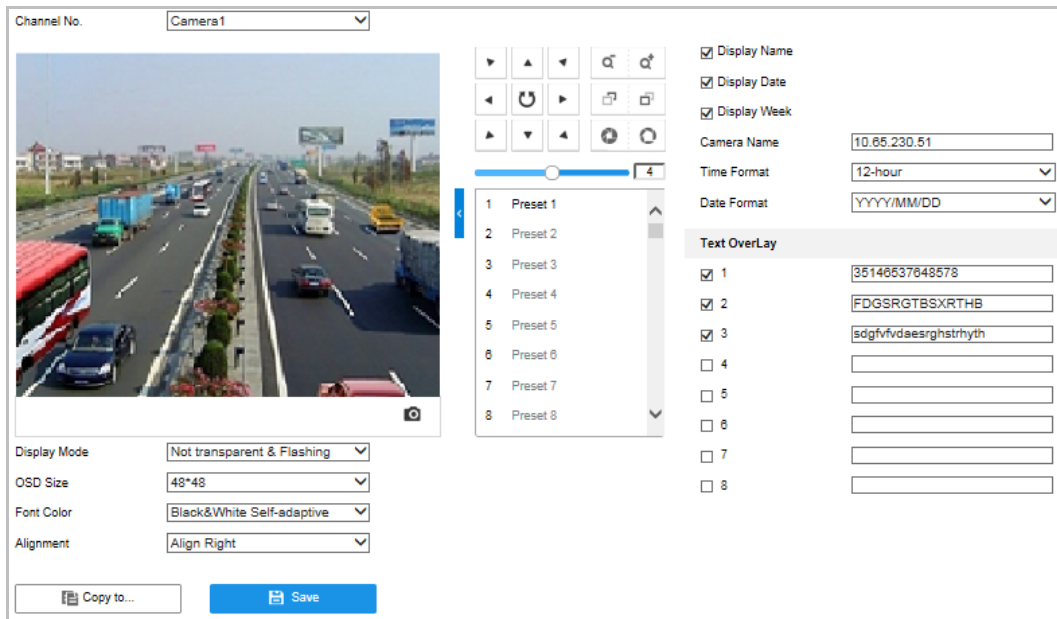 Channel No. Camera1
4
1 Preset 1
2 Preset 2
3 Preset 3
4 Preset 4
5 Preset 5
6 Preset 6
7 Preset 7
8 Preset 8
Display Mode Not transparent & Flashing
OSD Size 48*48
Font Color Black&White Self-adaptive
Alignment Align Right
Copy to... Save
Display Name
Display Date
Display Week
Camera Name 10.65.230.51
Time Format 12-hour
Date Format YYYY/MM/DD
Text OverLay
1 35146537648578
2 FDGSRGTBSXRTHB
3 sdgfvfvdaesrghstrhyth
4
5
6
7
8